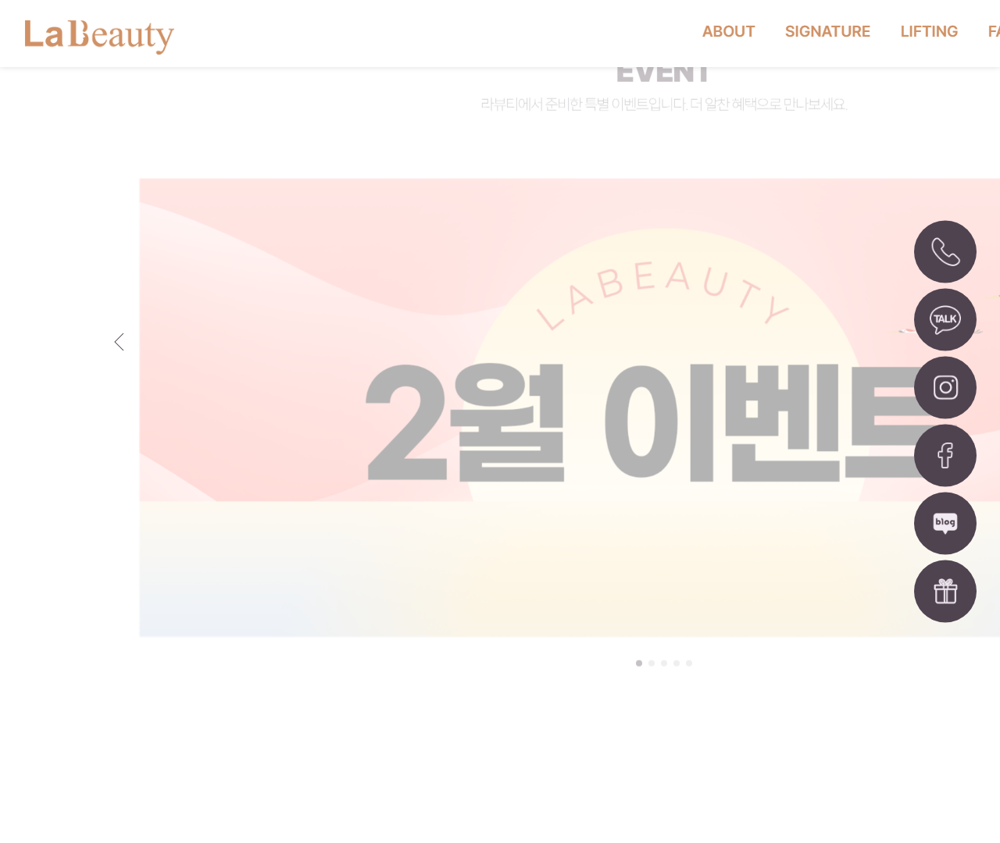 LaBeauty
ABOUT SIGNATURE LIFTING FA
EVENT
라뷰티에서 준비한 특별 이벤트입니다. 더 알찬 혜택으로 만나보세요.
LABEAUTY
2월 이벤트
TALK
blog